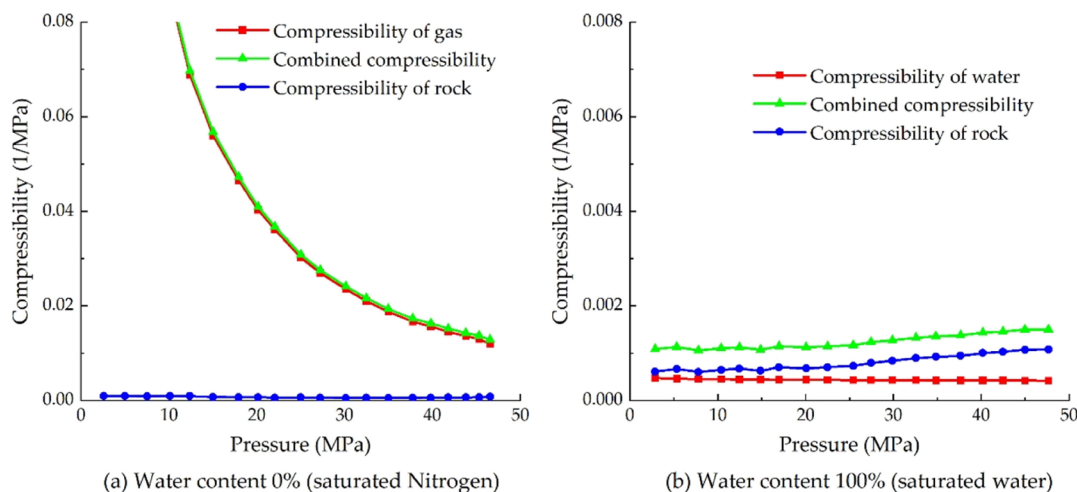 0.08
0.06
0.04
0.02
0.00
Compressibility (1/MPa)
Compressibility of gas
Combined compressibility
Compressibility of rock
0 10 20 30 40 50
Pressure (MPa)
(a) Water content 0% (saturated Nitrogen)
0.008
0.006
0.004
0.002
0.000
Compressibility (1/MPa)
Compressibility of water
Combined compressibility
Compressibility of rock
0 10 20 30 40 50
Pressure (MPa)
(b) Water content 100% (saturated water)